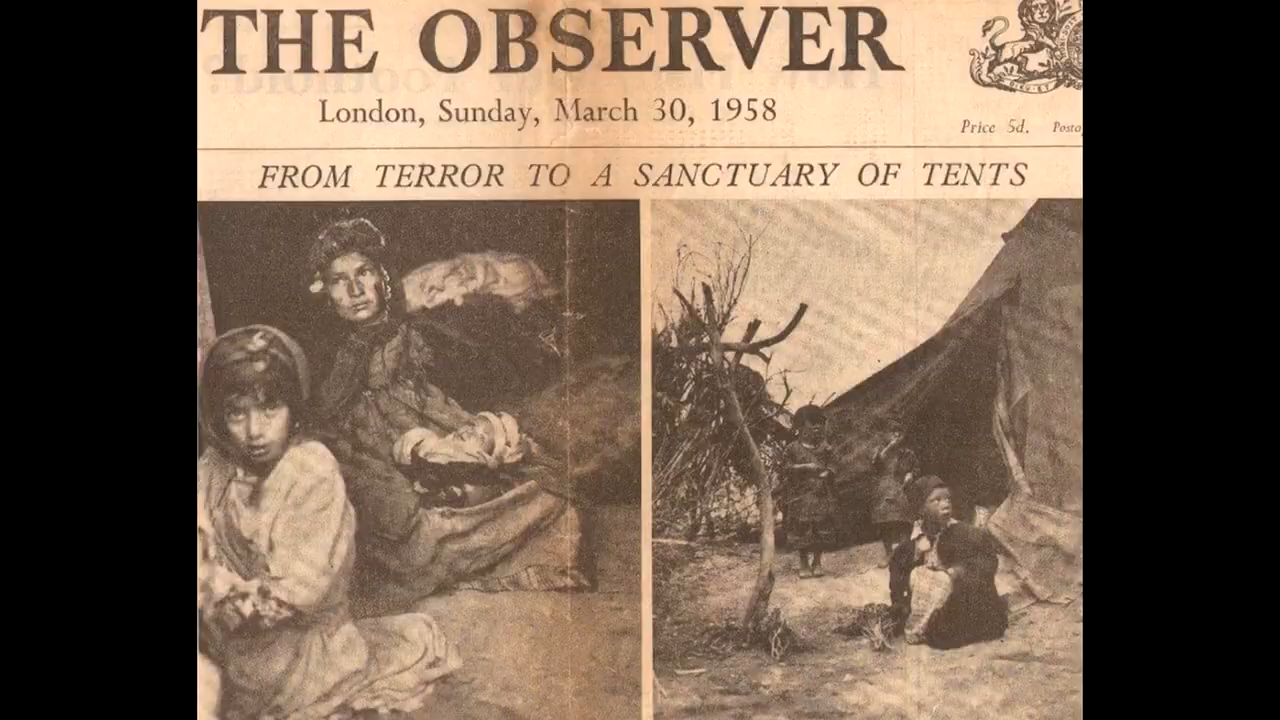 THE OBSERVER
London, Sunday, March 30, 1958
Price 5d.
FROM TERROR TO A SANCTUARY OF TENTS